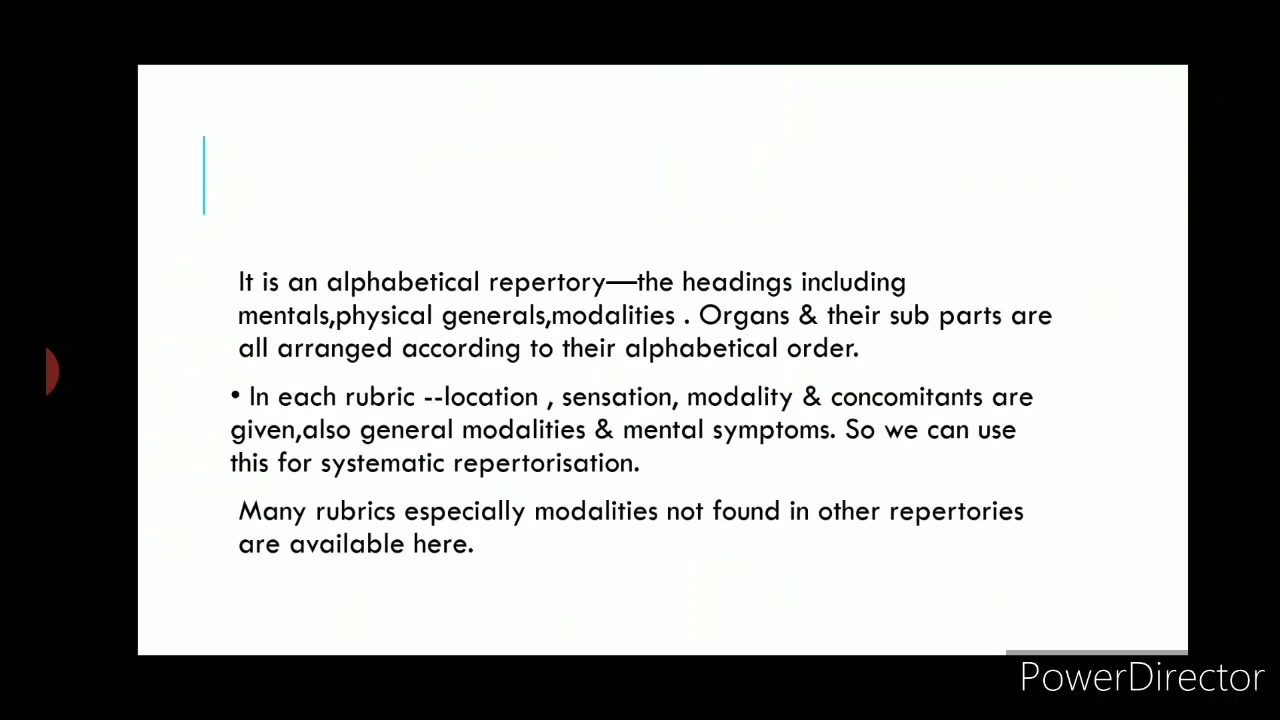 It is an alphabetical repertory—the headings including
mentals,physical generals,modalities . Organs & their sub parts are
all arranged according to their alphabetical order.
• In each rubric --location , sensation, modality & concomitants are
given,also general modalities & mental symptoms. So we can use
this for systematic repertorisation.
Many rubrics especially modalities not found in other repertories
are available here.
PowerDirector